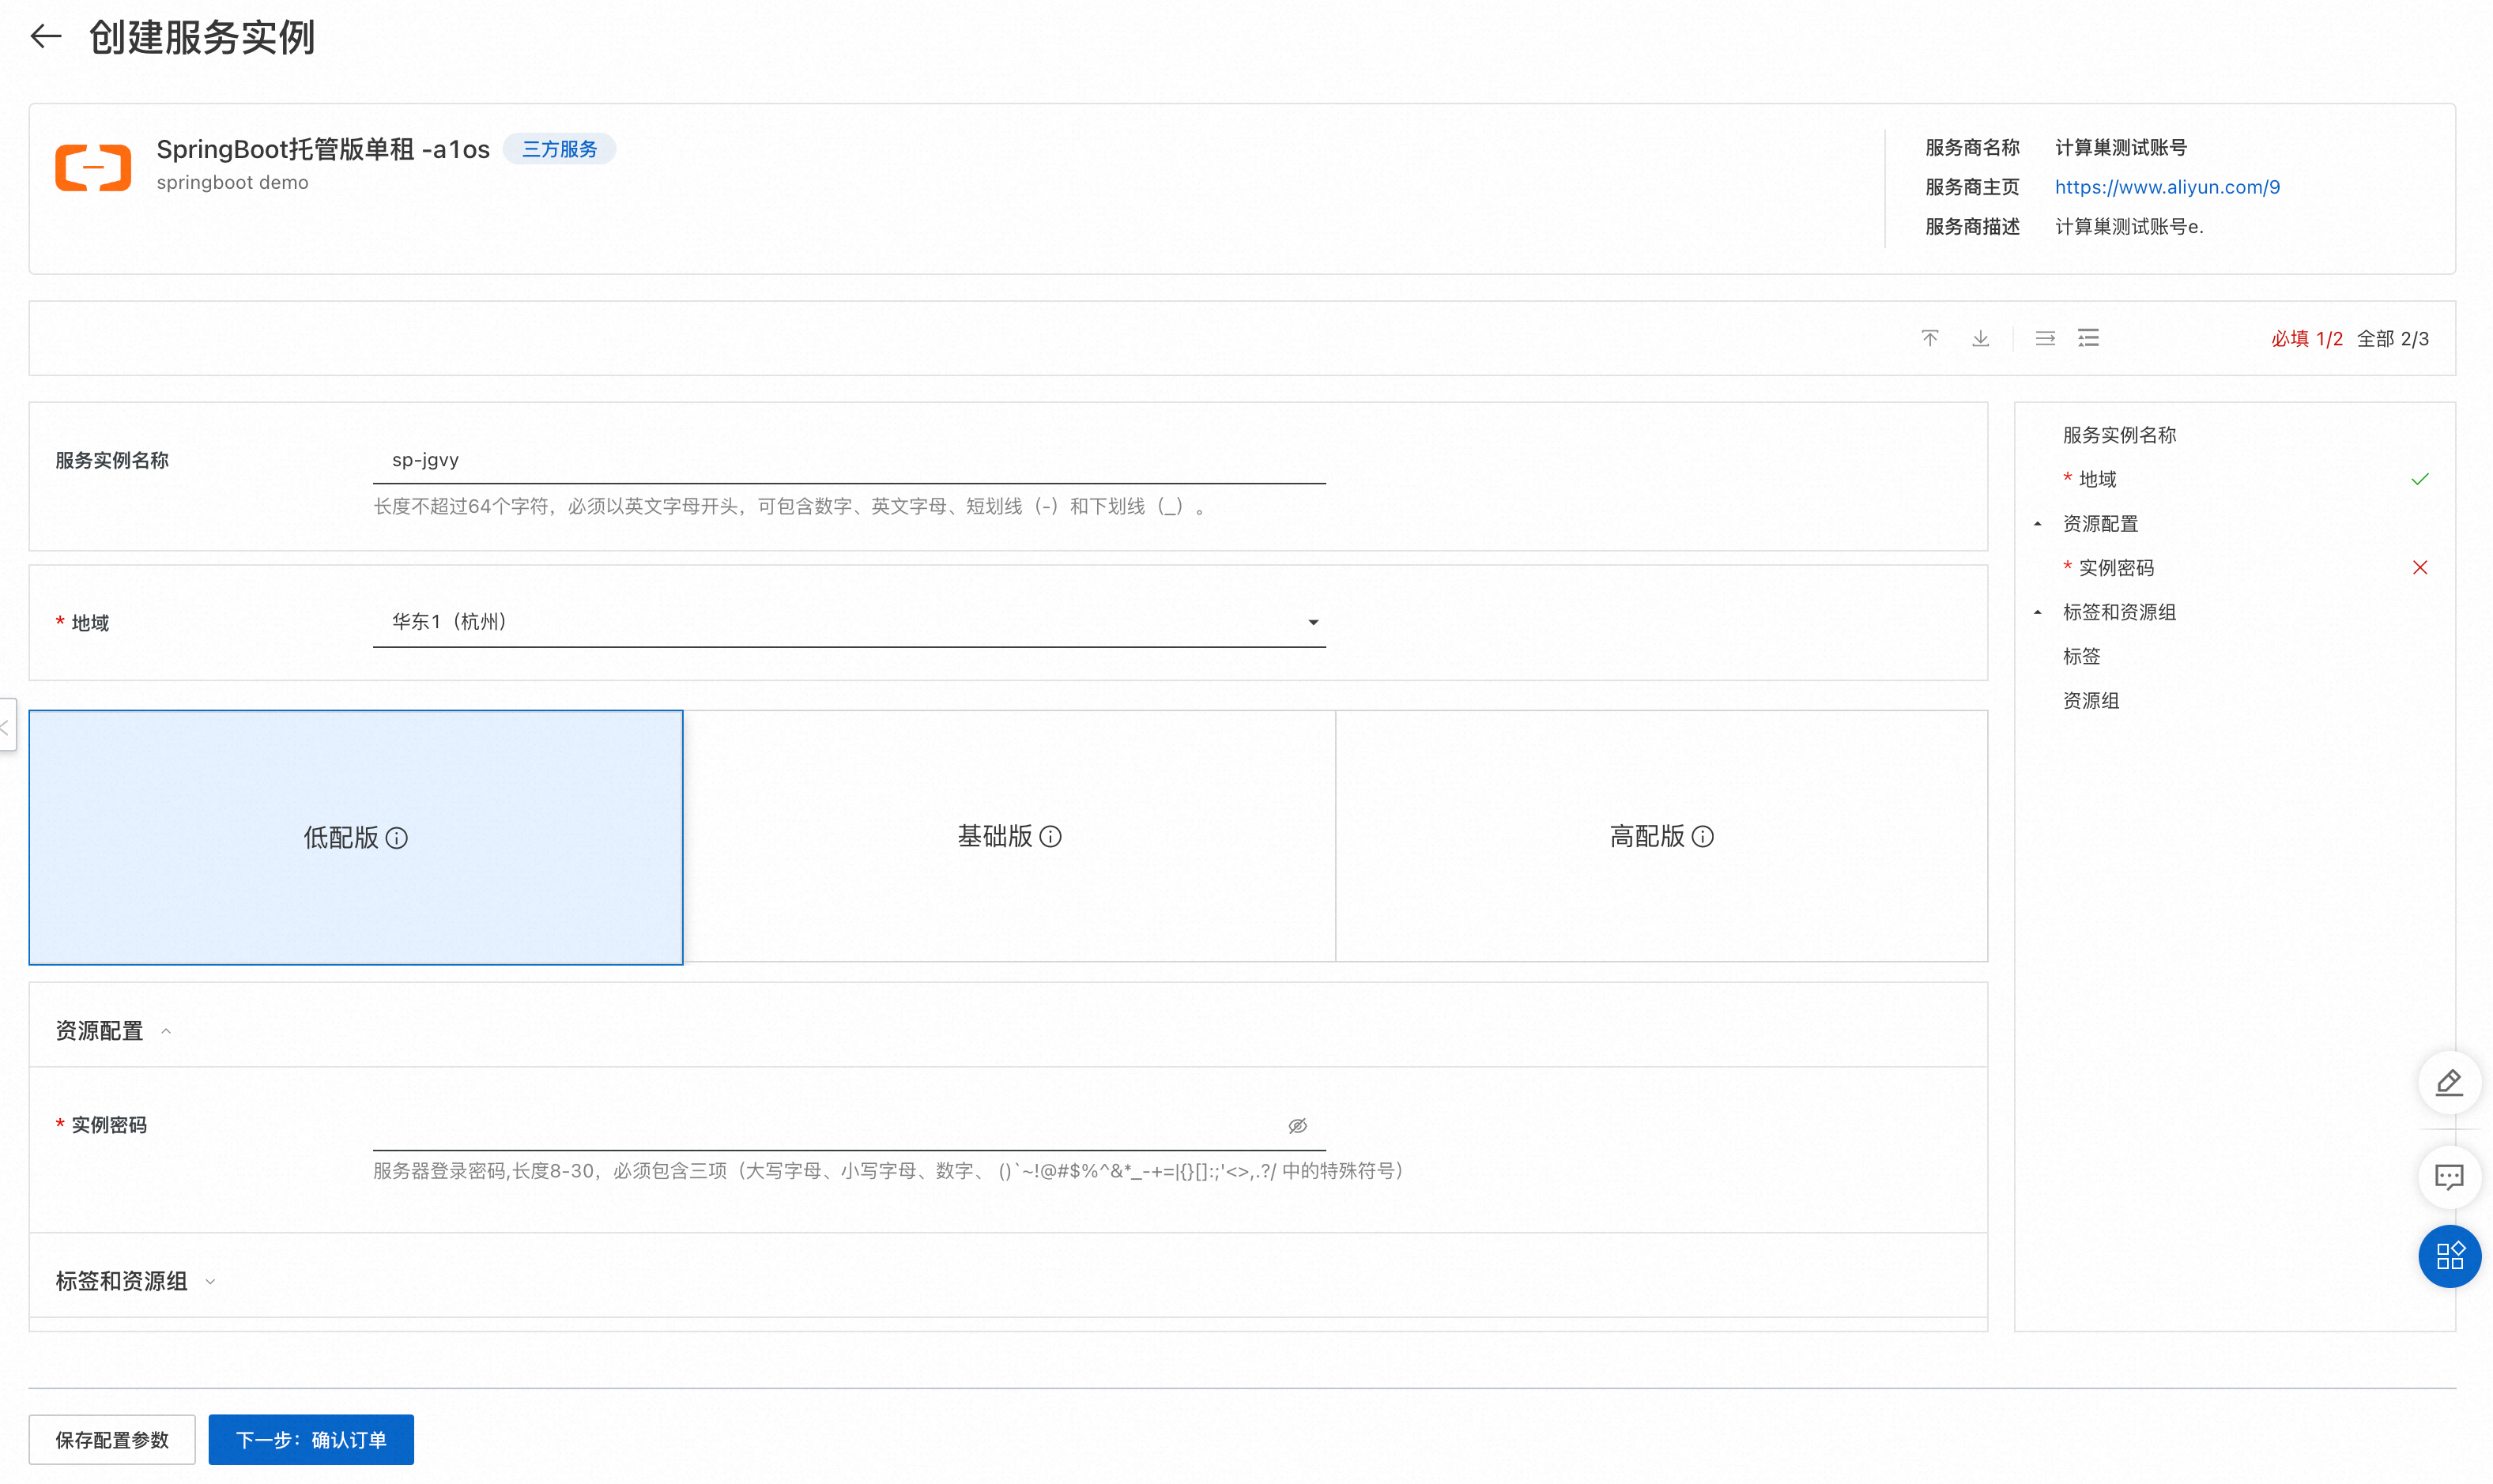 创建服务实例
SpringBoot托管版单租 -a1os 三方服务
springboot demo
服务商名称 计算巢测试账号
服务商主页 https://www.aliyun.com/9
服务商描述 计算巢测试账号e.
必填 1/2 全部 2/3
服务实例名称 sp-jgvy
长度不超过64个字符，必须以英文字母开头，可包含数字、英文字母、短划线（-）和下划线（_）。
* 地域 华东1（杭州）
低配版
基础版
高配版
资源配置
* 实例密码
服务器登录密码,长度8-30，必须包含三项（大写字母、小写字母、数字、 ()`~!@#$%^&*_-+=|{}[]:;'<>,.?/ 中的特殊符号）
标签和资源组
服务实例名称
* 地域
资源配置
* 实例密码
标签和资源组
标签
资源组
保存配置参数
下一步：确认订单